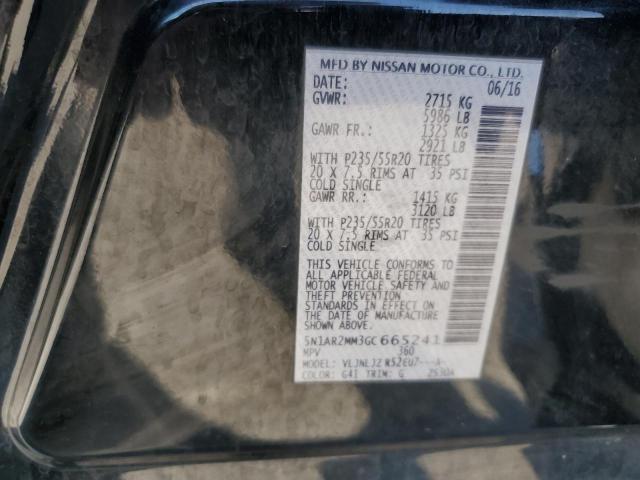 MFD BY NISSAN MOTOR CO., LTD.
DATE: 06/16
GVWR: 2715 KG
5986 LB
GAWR FR.: 1325 KG
2921 LB
WITH P235/55R20 TIRES
20 X 7.5 RIMS AT 35 PSI
COLD SINGLE
GAWR RR.: 1415 KG
3120 LB
WITH P235/55R20 TIRES
20 X 7.5 RIMS AT 35 PSI
COLD SINGLE
THIS VEHICLE CONFORMS TO
ALL APPLICABLE FEDERAL
MOTOR VEHICLE SAFETY AND
THEFT PREVENTION
STANDARDS IN EFFECT ON
THE DATE OF MANUFACTURE
SHOWN ABOVE.
5N1AR2MM3GC665241
MPV 360
MODEL: VLJNLJZ R52EU7---A-
COLOR: G41 TRIM: G